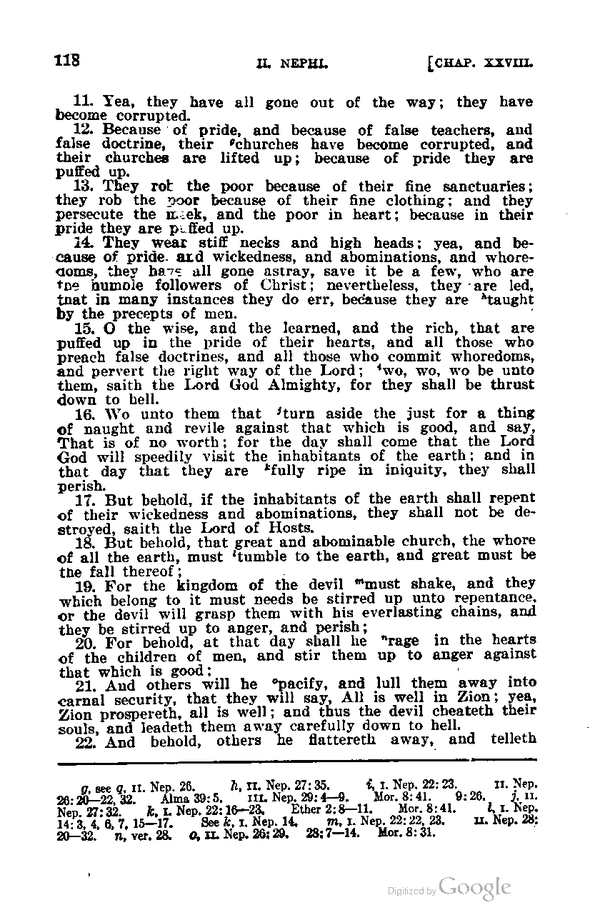 118 II. NEPHI. [CHAP. XXVIII.
11. Yea, they have all gone out of the way; they have
become corrupted.
12. Because of pride, and because of false teachers, and
false doctrine, their ᵍchurches have become corrupted, and
their churches are lifted up; because of pride they are
puffed up.
13. They rob the poor because of their fine sanctuaries;
they rob the poor because of their fine clothing; and they
persecute the meek, and the poor in heart; because in their
pride they are puffed up.
14. They wear stiff necks and high heads; yea, and be-
cause of pride. and wickedness, and abominations, and whore-
doms, they have all gone astray, save it be a few, who are
the humble followers of Christ; nevertheless, they are led,
that in many instances they do err, because they are ʰtaught
by the precepts of men.
15. O the wise, and the learned, and the rich, that are
puffed up in the pride of their hearts, and all those who
preach false doctrines, and all those who commit whoredoms,
and pervert the right way of the Lord; ⁱwo, wo, wo be unto
them, saith the Lord God Almighty, for they shall be thrust
down to hell.
16. Wo unto them that ʲturn aside the just for a thing
of naught and revile against that which is good, and say,
That is of no worth; for the day shall come that the Lord
God will speedily visit the inhabitants of the earth; and in
that day that they are ᵏfully ripe in iniquity, they shall
perish.
17. But behold, if the inhabitants of the earth shall repent
of their wickedness and abominations, they shall not be de-
stroyed, saith the Lord of Hosts.
18. But behold, that great and abominable church, the whore
of all the earth, must ˡtumble to the earth, and great must be
the fall thereof;
19. For the kingdom of the devil ᵐmust shake, and they
which belong to it must needs be stirred up unto repentance,
or the devil will grasp them with his everlasting chains, and
they be stirred up to anger, and perish;
20. For behold, at that day shall he ⁿrage in the hearts
of the children of men, and stir them up to anger against
that which is good;
21. And others will he ᵒpacify, and lull them away into
carnal security, that they will say, All is well in Zion; yea,
Zion prospereth, all is well; and thus the devil cheateth their
souls, and leadeth them away carefully down to hell.
22. And behold, others he flattereth away, and telleth
g, see q, II. Nep. 26. h, II. Nep. 27:35. i, I. Nep. 22:23. II. Nep.
26:20—22, 32. Alma 39:5. III. Nep. 29:4—9. Mor. 8:41. 9:26. j, II.
Nep. 27:32. k, I. Nep. 22:16—23. Ether 2:8—11. Mor. 8:41. l, I. Nep.
14:3, 4, 6, 7, 15—17. See k, I. Nep. 14. m, I. Nep. 22:22, 23. II. Nep. 28:
20—32. n, ver. 28. o, II. Nep. 26:29. 28:7—14. Mor. 8:31.
Digitized by Google